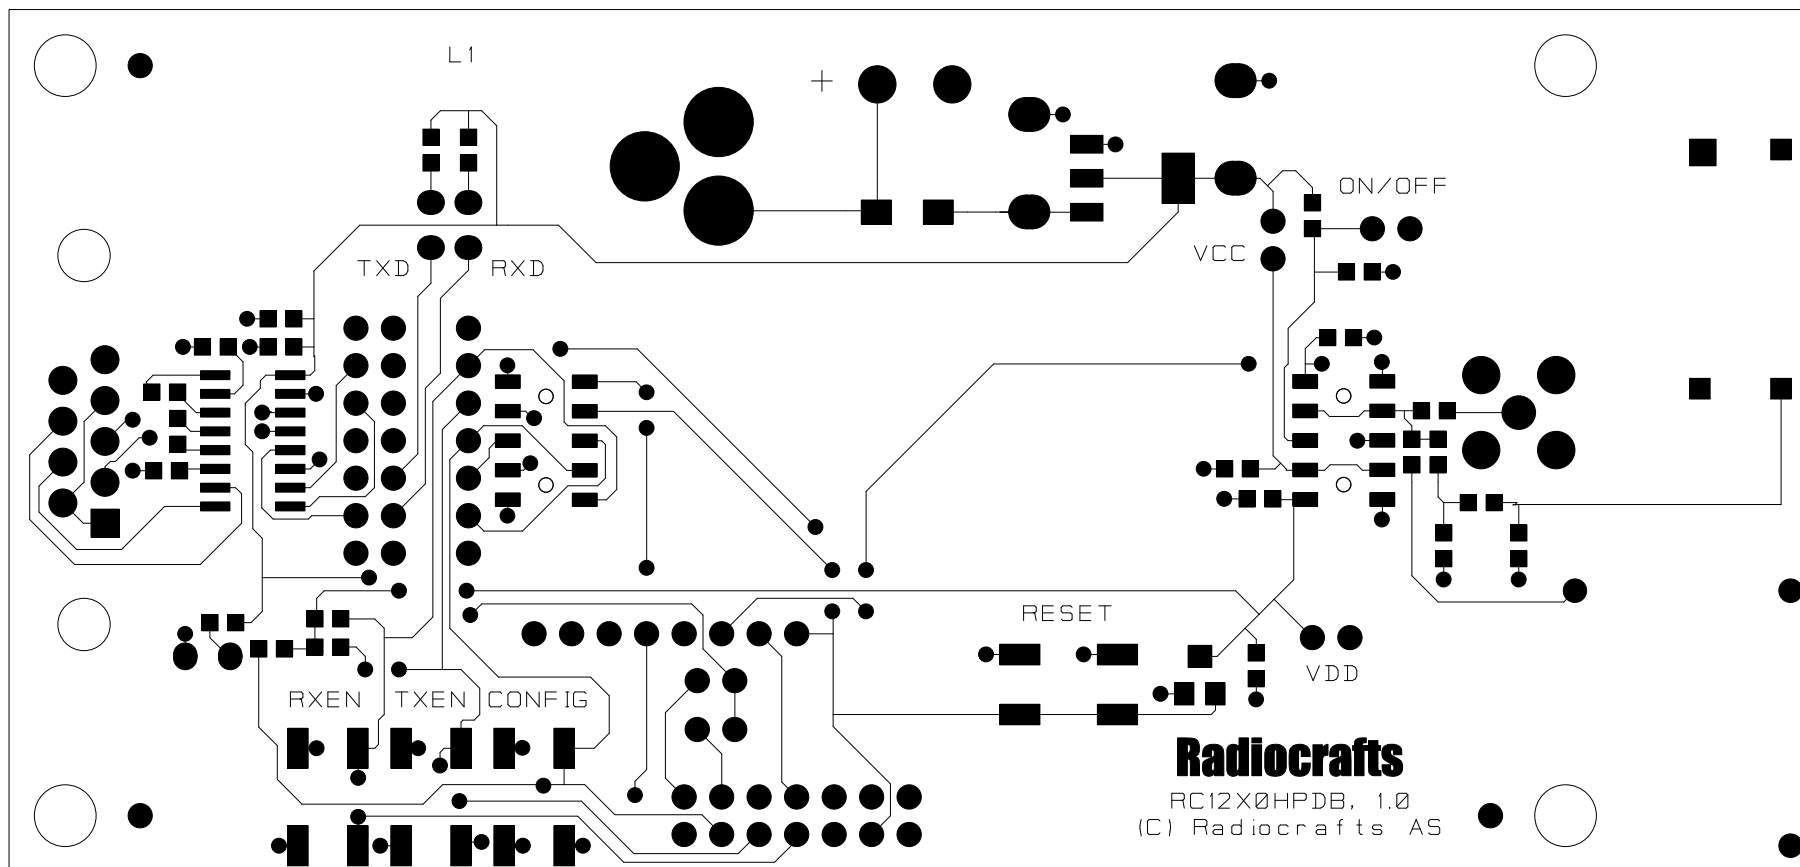 L1
+
ON/OFF
TXD RXD
VCC
RESET
VDD
RXEN TXEN CONFIG
Radiocrafts
RC12X0HPDB, 1.0
(C) Radiocrafts AS